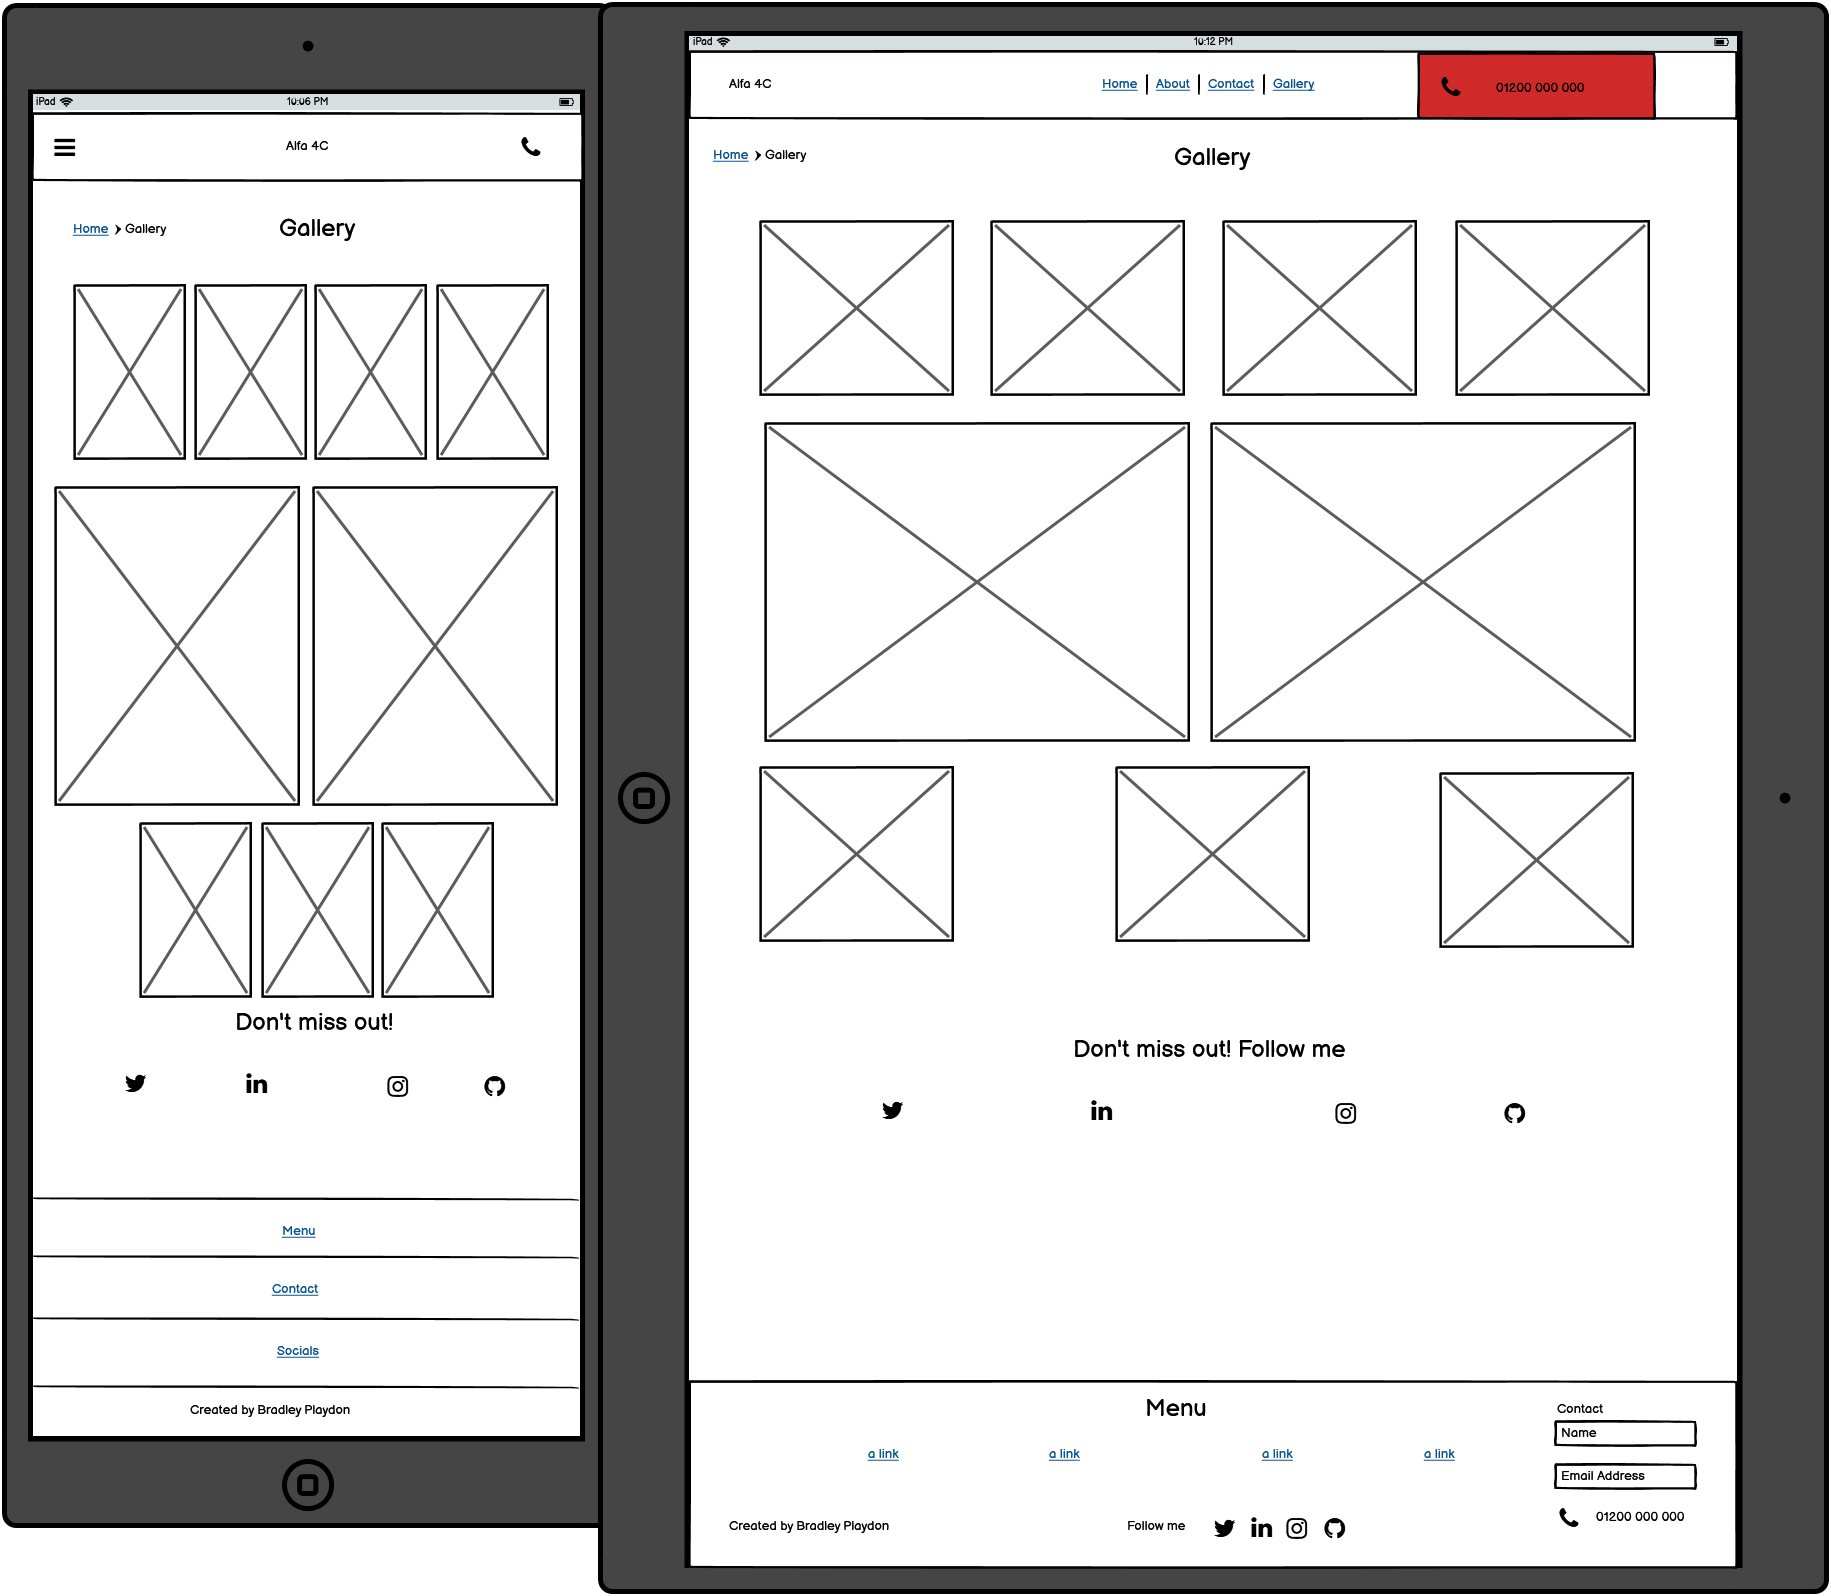 iPad 10:06 PM
Alfa 4C
Home Gallery Gallery
Don't miss out!
Menu
Contact
Socials
Created by Bradley Playdon
iPad 10:12 PM
Alfa 4C Home About Contact Gallery 01200 000 000
Home Gallery Gallery
Don't miss out! Follow me
Menu
a link a link a link a link
Contact
Name
Email Address
01200 000 000
Created by Bradley Playdon Follow me